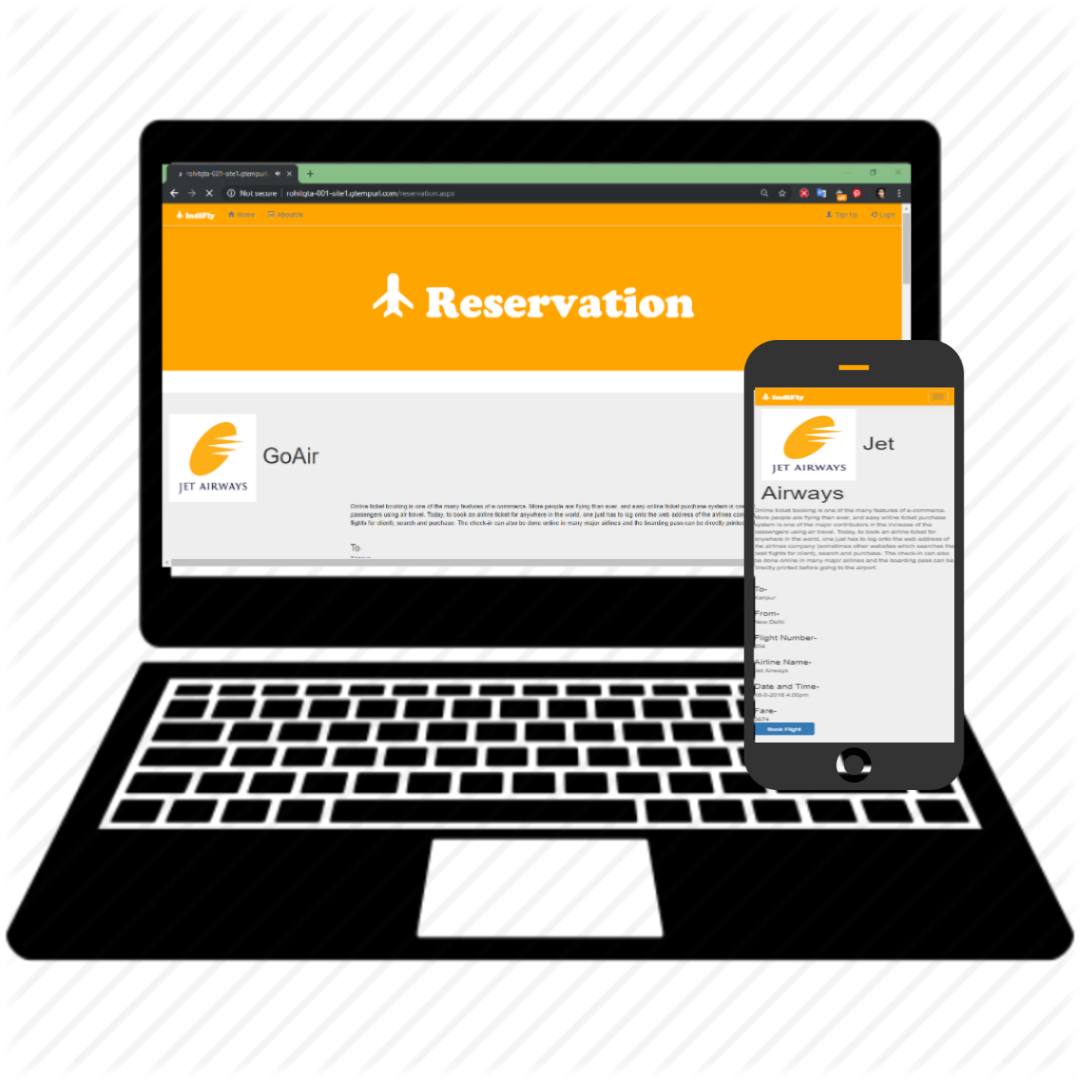 rohitgta-001-site1.gtempurl.
Not secure rohitgta-001-site1.gtempurl.com/reservation.aspx
IndiFly Home AboutUs Sign Up Login
Reservation
JET AIRWAYS
GoAir
Online ticket booking is one of the many features of e-commerce. More people are flying than ever, and easy online ticket purchase system is one
passengers using air travel. Today, to book an airline ticket for anywhere in the world, one just has to log onto the web address of the airlines
flights for client), search and purchase. The check-in can also be done online in many major airlines and the boarding pass can be directly printed
To
IndiFly
JET AIRWAYS
Jet
Airways
Online ticket booking is one of the many features of e-commerce.
More people are flying than ever, and easy online ticket purchase
system is one of the major contributors in the increase of the
passengers using air travel. Today, to book an airline ticket for
anywhere in the world, one just has to log onto the web address of
the airlines company (sometimes other websites which searches the
best flights for client), search and purchase. The check-in can also
be done online in many major airlines and the boarding pass can be
directly printed before going to the airport.
To-
Kanpur
From-
New Delhi
Flight Number-
Airline Name-
Jet Airways
Date and Time-
4:00pm
Fare-
Book Flight